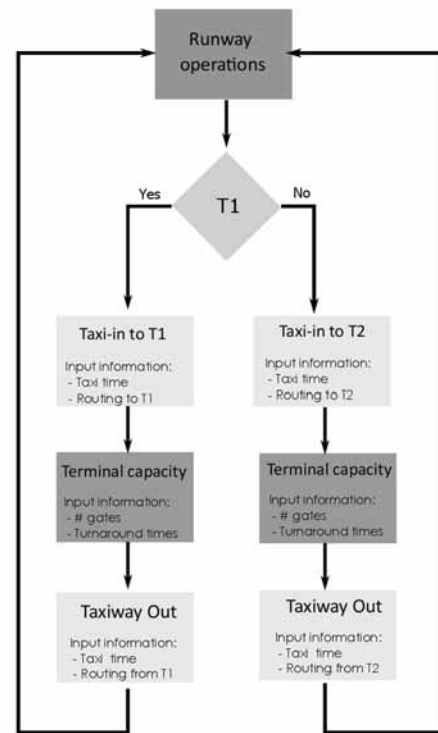 Runway
operations
T1
Yes
No
Taxi-in to T1
Input information:
- Taxi time
- Routing to T1
Taxi-in to T2
Input information:
- Taxi time
- Routing to T2
Terminal capacity
Input information:
- # gates
- Turnaround times
Terminal capacity
Input information:
- # gates
- Turnaround times
Taxiway Out
Input information:
- Taxi time
- Routing from T1
Taxiway Out
Input information:
- Taxi time
- Routing from T2